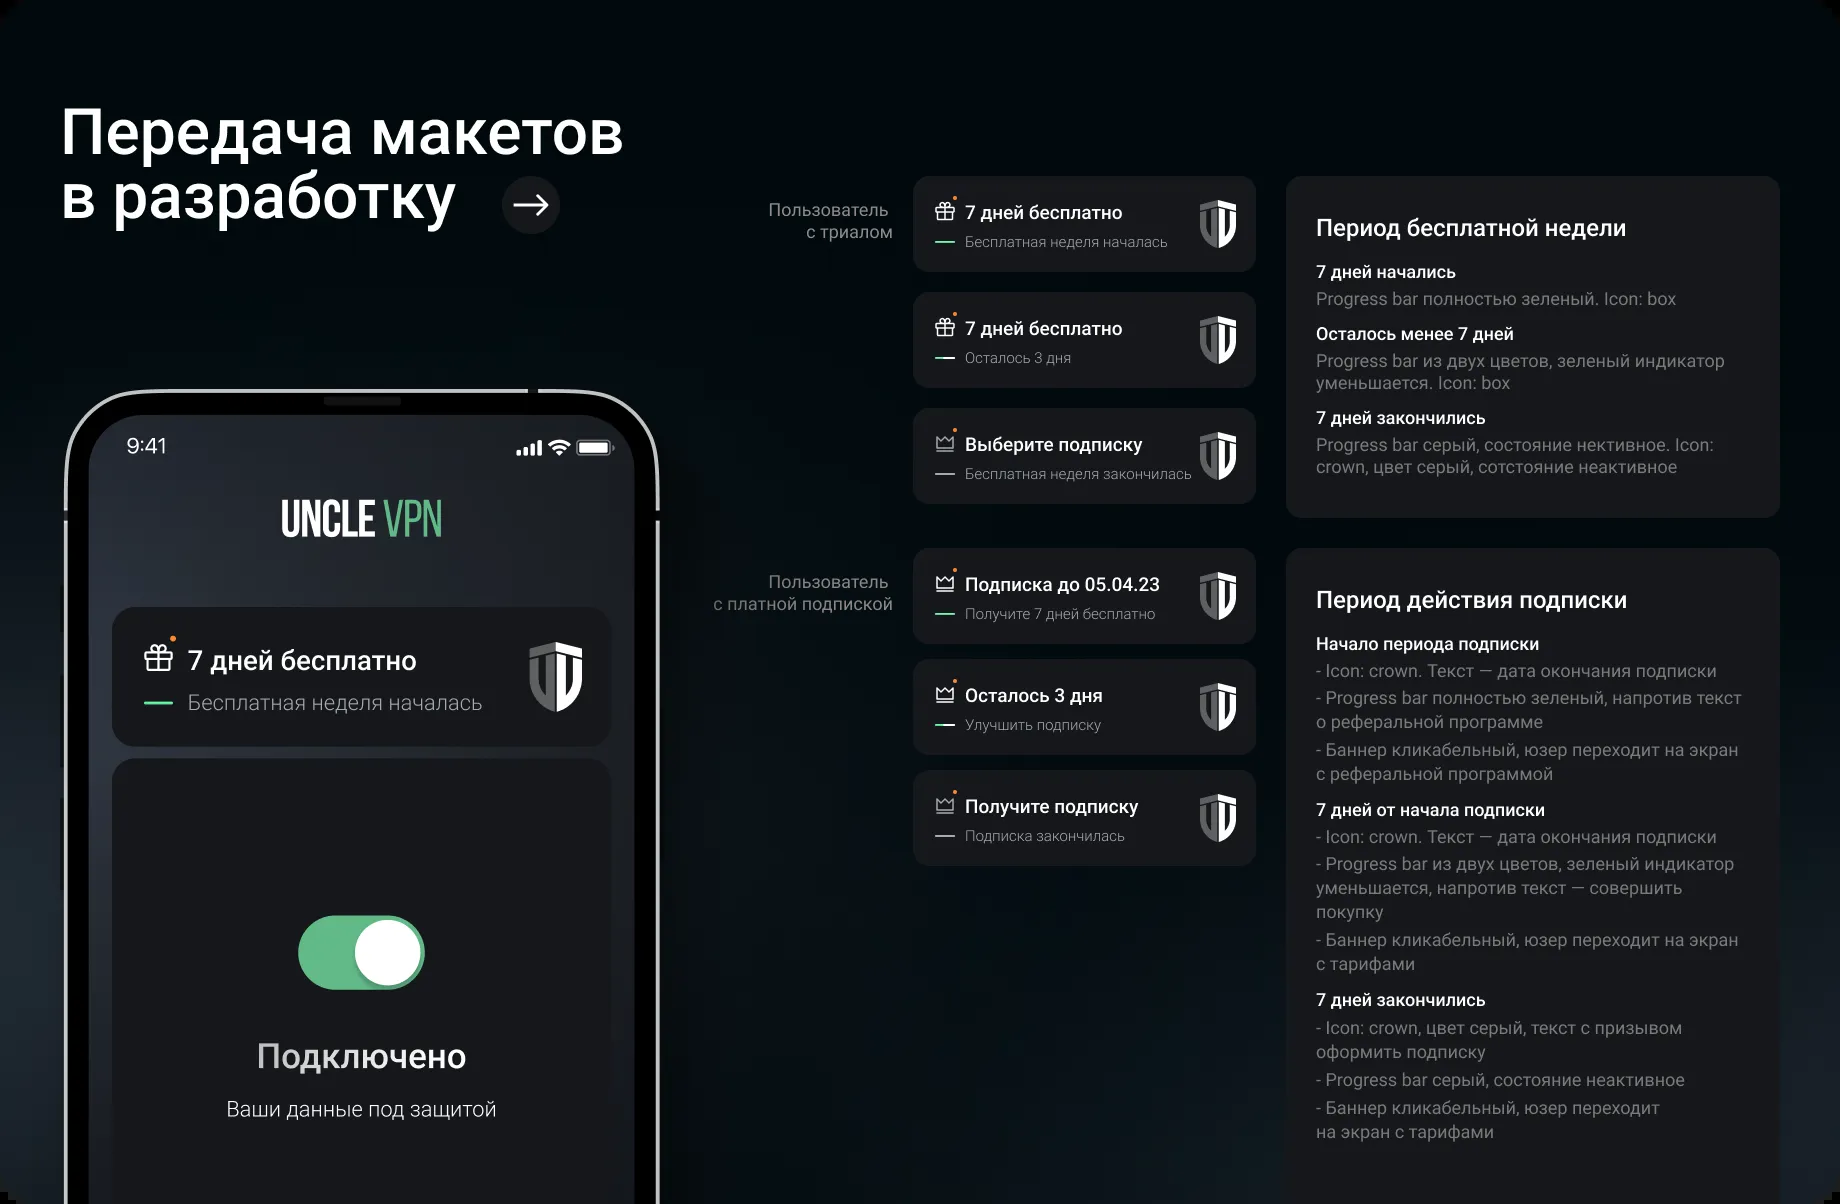 Передача макетов
в разработку
9:41
UNCLE VPN
7 дней бесплатно
Бесплатная неделя началась
Подключено
Ваши данные под защитой
Пользователь
с триалом
7 дней бесплатно
Бесплатная неделя началась
7 дней бесплатно
Осталось 3 дня
Выберите подписку
Бесплатная неделя закончилась
Пользователь
с платной подпиской
Подписка до 05.04.23
Получите 7 дней бесплатно
Осталось 3 дня
Улучшить подписку
Получите подписку
Подписка закончилась
Период бесплатной недели
7 дней начались
Progress bar полностью зеленый. Icon: box
Осталось менее 7 дней
Progress bar из двух цветов, зеленый индикатор
уменьшается. Icon: box
7 дней закончились
Progress bar серый, состояние нективное. Icon:
crown, цвет серый, сотстояние неактивное
Период действия подписки
Начало периода подписки
- Icon: crown. Текст — дата окончания подписки
- Progress bar полностью зеленый, напротив текст
о реферальной программе
- Баннер кликабельный, юзер переходит на экран
с реферальной программой
7 дней от начала подписки
- Icon: crown. Текст — дата окончания подписки
- Progress bar из двух цветов, зеленый индикатор
уменьшается, напротив текст — совершить
покупку
- Баннер кликабельный, юзер переходит на экран
с тарифами
7 дней закончились
- Icon: crown, цвет серый, текст с призывом
оформить подписку
- Progress bar серый, состояние неактивное
- Баннер кликабельный, юзер переходит
на экран с тарифами